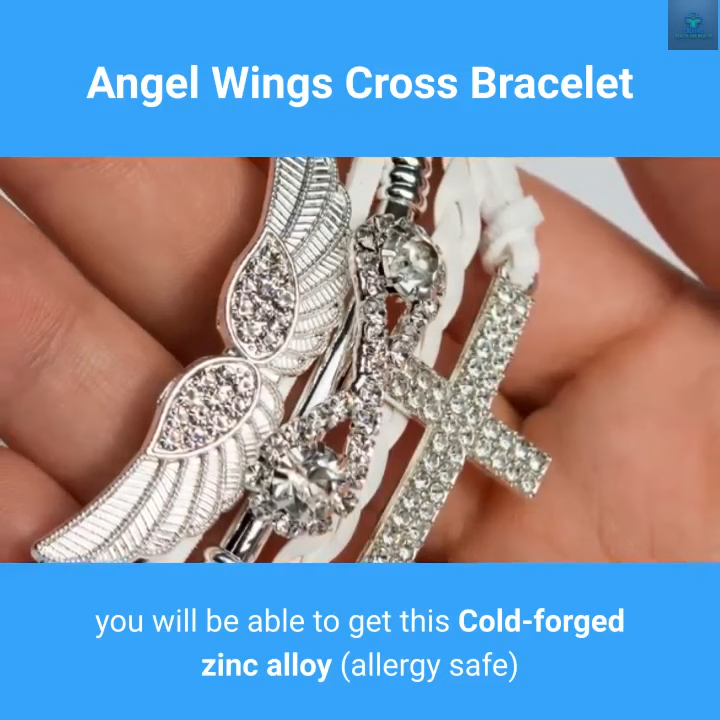 Angel Wings Cross Bracelet
you will be able to get this Cold-forged
zinc alloy (allergy safe)